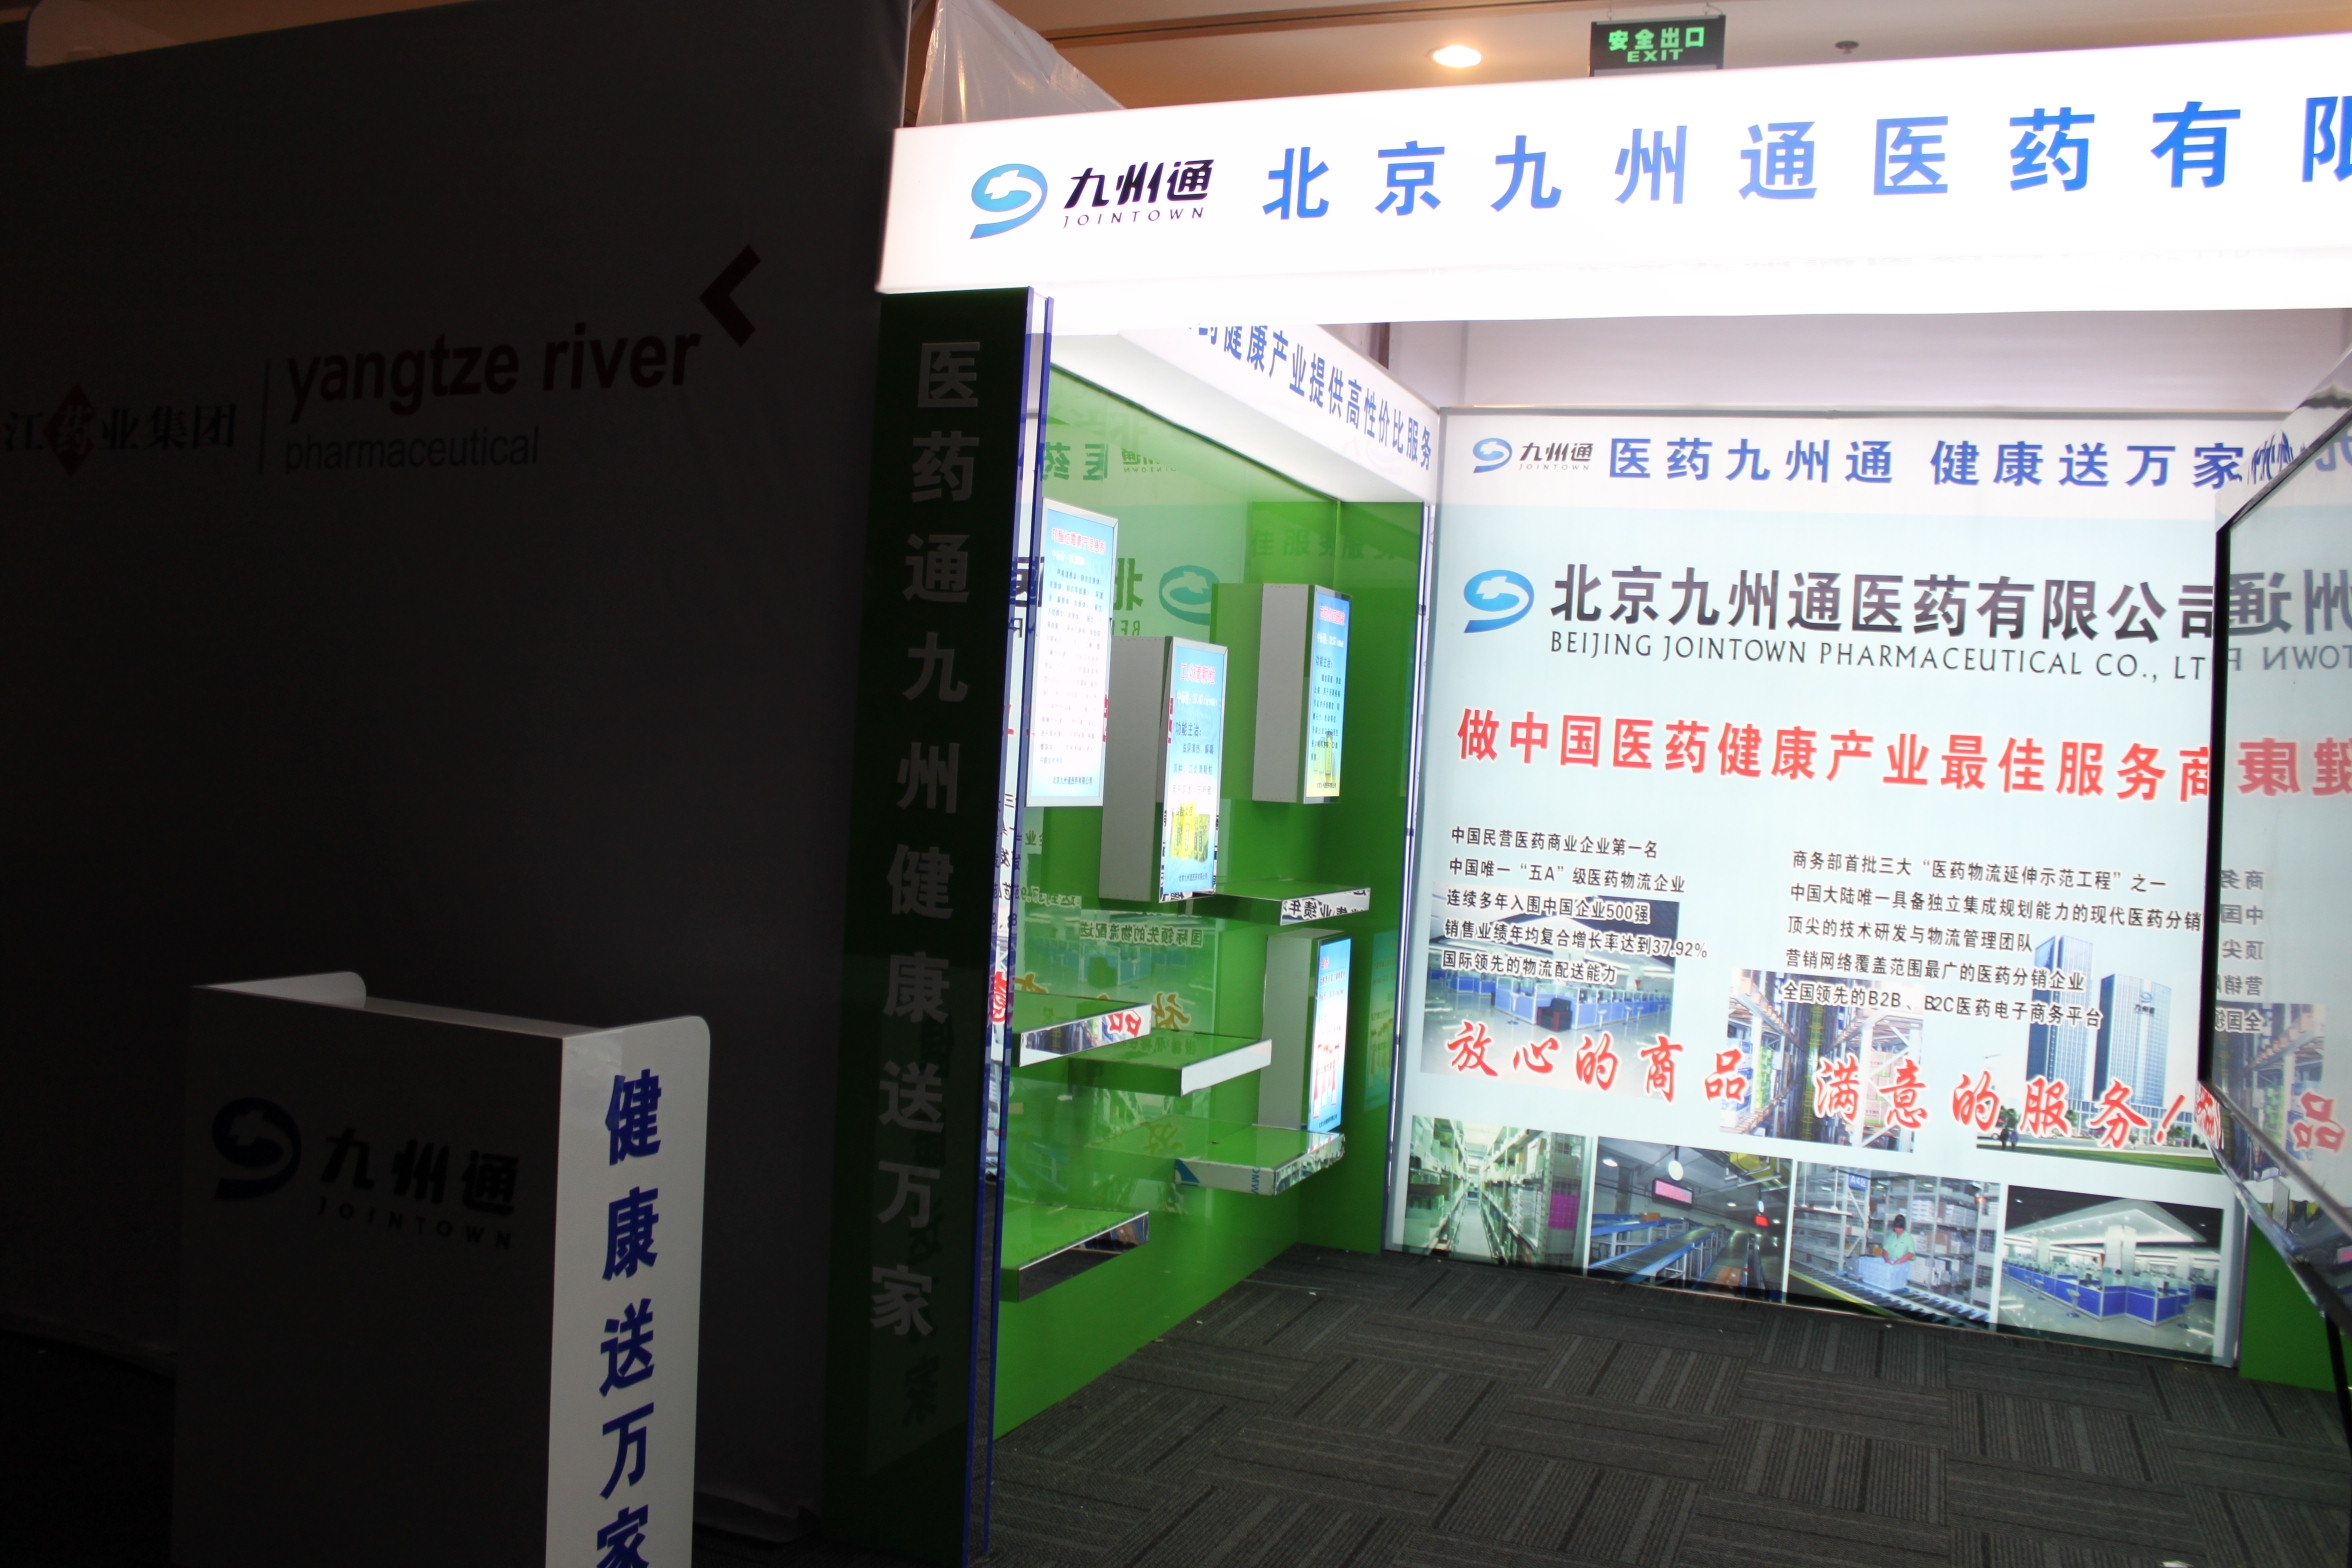 安全出口
EXIT
九州通
JOINTOWN
北京九州通医药有限
江药业集团
yangtze river
pharmaceutical
医药通九州健康送万家
健康产业提供高性价比服务
九州通
JOINTOWN
医药九州通 健康送万家
北京九州通医药有限公司
BEIJING JOINTOWN PHARMACEUTICAL CO., LT
做中国医药健康产业最佳服务商
中国民营医药商业企业第一名
中国唯一“五A”级医药物流企业
连续多年入围中国企业500强
销售业绩年均复合增长率达到37.92%
国际领先的物流配送能力
商务部首批三大“医药物流延伸示范工程”之一
中国大陆唯一具备独立集成规划能力的现代医药分销
顶尖的技术研发与物流管理团队
营销网络覆盖范围最广的医药分销企业
全国领先的B2B、B2C医药电子商务平台
放心的商品 满意的服务!
功能主治:
九州通
JOINTOWN
健康送万家